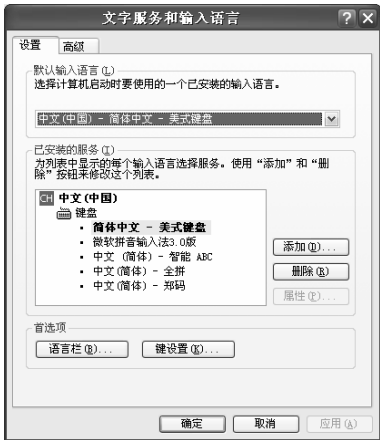 文字服务和输入语言
设置 高级
默认输入语言(L)
选择计算机启动时要使用的一个已安装的输入语言。
中文(中国) - 简体中文 - 美式键盘
已安装的服务(I)
为列表中显示的每个输入语言选择服务。使用“添加”和“删
除”按钮来修改这个列表。
CH 中文(中国)
键盘
简体中文 - 美式键盘
微软拼音输入法3.0版
中文 (简体) - 智能 ABC
中文(简体) - 全拼
中文(简体) - 郑码
添加(D)...
删除(R)
属性(P)...
首选项
语言栏(B)... 键设置(K)...
确定 取消 应用(A)